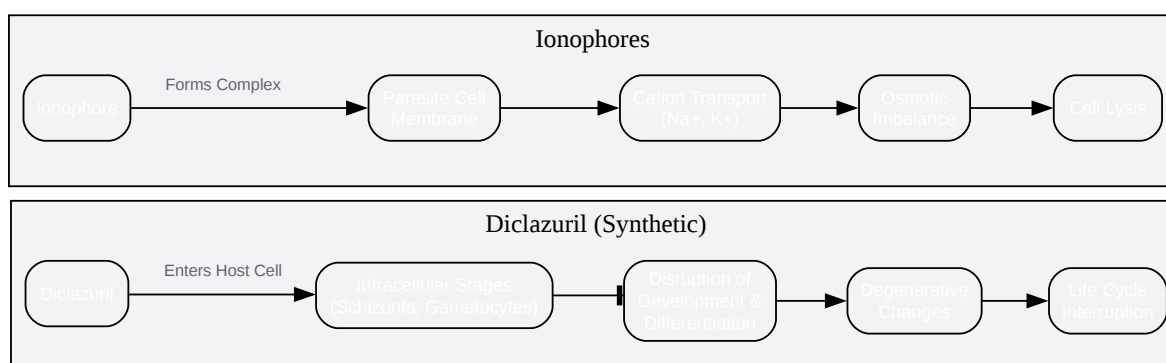 Ionophores
Forms Complex
Ionophore
Parasite Cell
Membrane
Cation Transport
(Na+, K+)
Osmotic
Imbalance
Cell Lysis
Diclazuril (Synthetic)
Enters Host Cell
Diclazuril
Intracellular Stages
(Schizonts, Gametocytes)
Disruption of
Development &
Differentiation
Degenerative
Changes
Life Cycle
Interruption